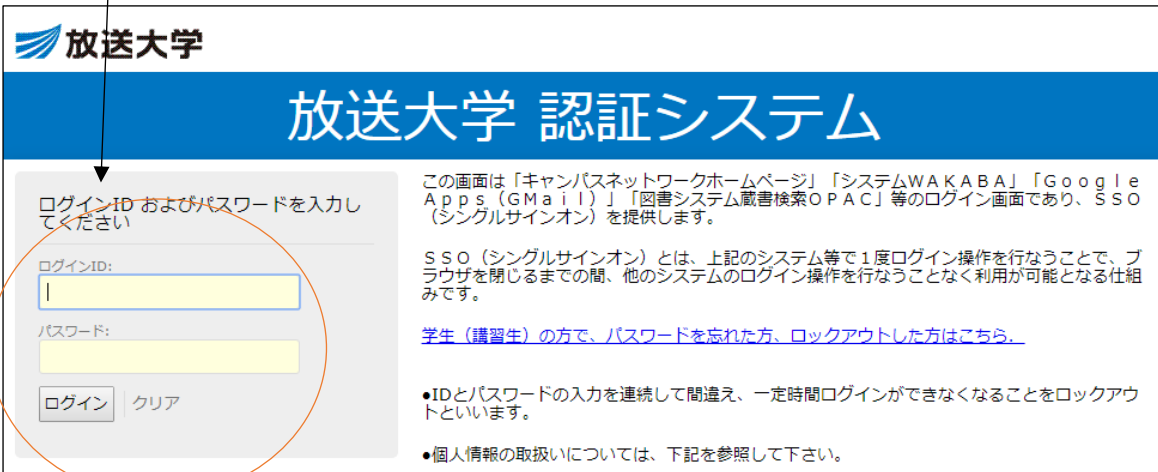 放送大学
放送大学 認証システム
ログインID およびパスワードを入力し
てください
ログインID:
パスワード:
ログイン クリア
この画面は「キャンパスネットワークホームページ」「システムＷＡＫＡＢＡ」「Ｇｏｏｇｌｅ
Ａｐｐｓ（ＧＭａｉｌ）」「図書システム蔵書検索ＯＰＡＣ」等のログイン画面であり、ＳＳＯ
（シングルサインオン）を提供します。
ＳＳＯ（シングルサインオン）とは、上記のシステム等で１度ログイン操作を行なうことで、ブ
ラウザを閉じるまでの間、他のシステムのログイン操作を行なうことなく利用が可能となる仕組
みです。
学生（講習生）の方で、パスワードを忘れた方、ロックアウトした方はこちら．
●IDとパスワードの入力を連続して間違え、一定時間ログインができなくなることをロックアウ
トといいます。
●個人情報の取扱いについては、下記を参照して下さい。